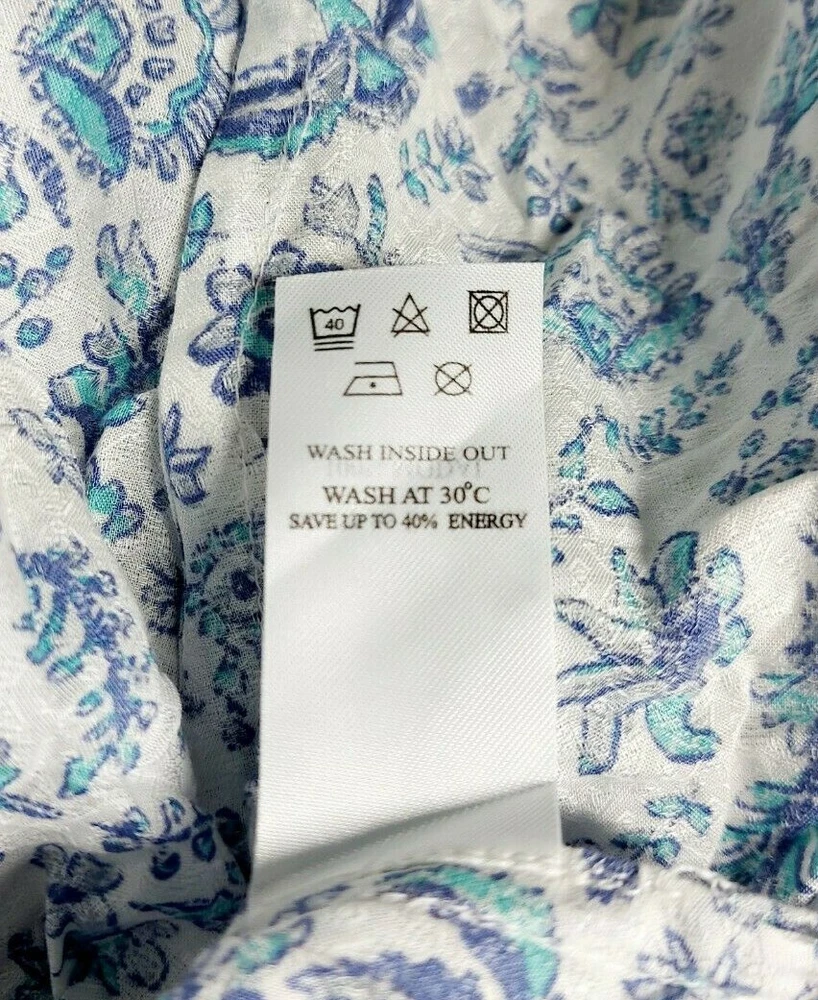 40
WASH INSIDE OUT
WASH AT 30°C
SAVE UP TO 40% ENERGY